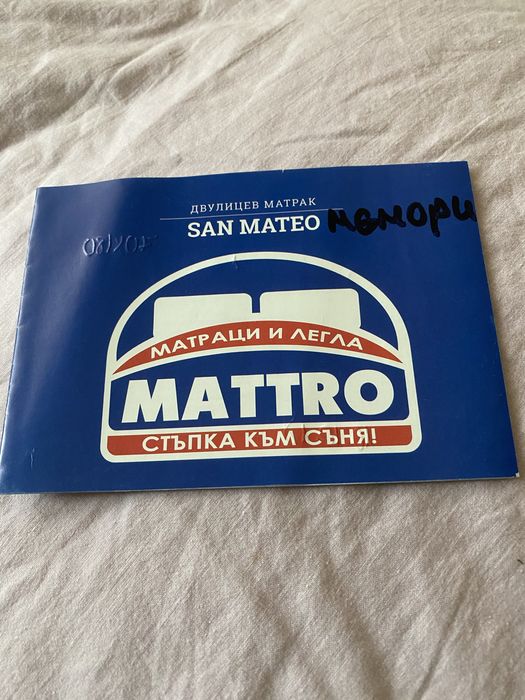 ДВУЛИЦЕВ МАТРАК
SAN MATEO мемори
МАТРАЦИ И ЛЕГЛА
MATTRO
СТЪПКА КЪМ СЪНЯ!